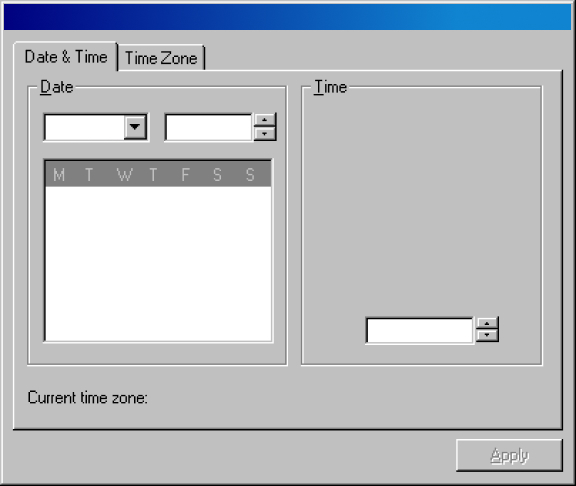 Date & Time Time Zone
Date
Time
M T W T F S S
Current time zone:
Apply